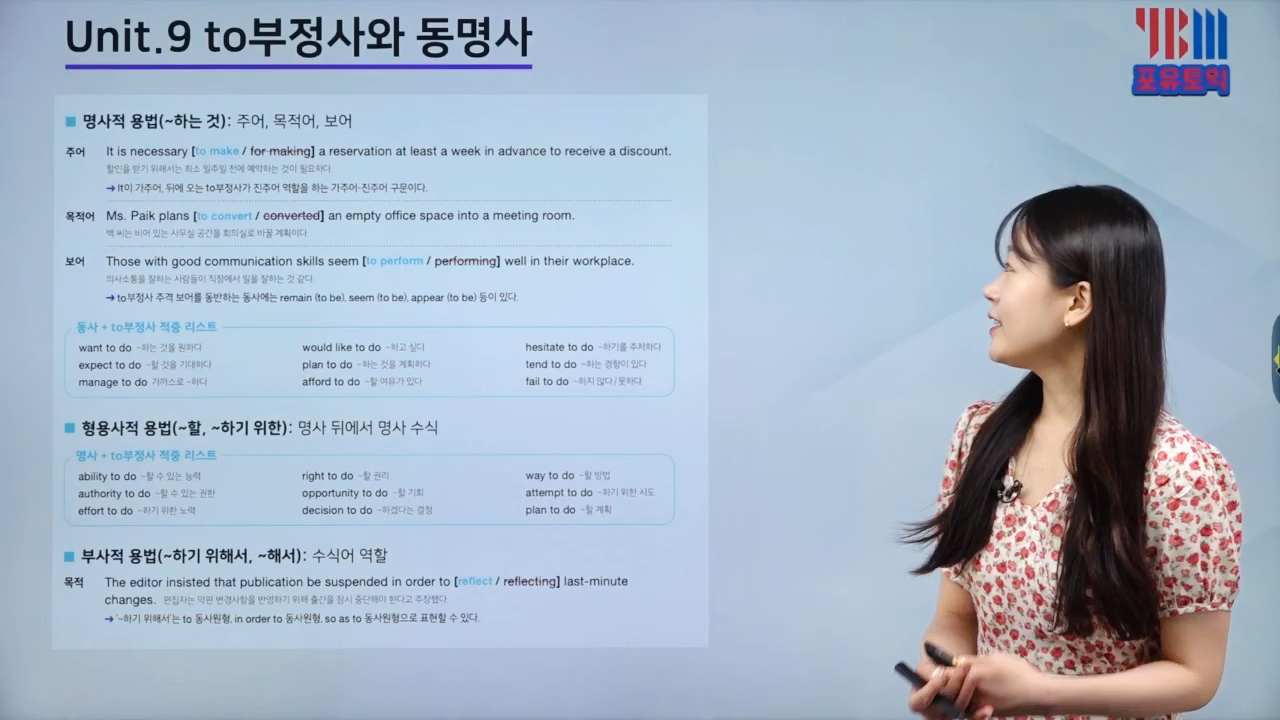 Unit.9 to부정사와 동명사
YBM
포유토익
명사적 용법(~하는 것): 주어, 목적어, 보어
주어 It is necessary [to make / for making] a reservation at least a week in advance to receive a discount.
할인을 받기 위해서는 최소 일주일 전에 예약하는 것이 필요하다.
→ It이 가주어, 뒤에 오는 to부정사가 진주어 역할을 하는 가주어-진주어 구문이다.
목적어 Ms. Paik plans [to convert / converted] an empty office space into a meeting room.
백 씨는 비어 있는 사무실 공간을 회의실로 바꿀 계획이다.
보어 Those with good communication skills seem [to perform / performing] well in their workplace.
의사소통을 잘하는 사람들이 직장에서 일을 잘하는 것 같다.
→ to부정사 주격 보어를 동반하는 동사에는 remain (to be), seem (to be), appear (to be) 등이 있다.
동사 + to부정사 적중 리스트
want to do ~하는 것을 원하다 would like to do ~하고 싶다 hesitate to do ~하기를 주저하다
expect to do ~할 것을 기대하다 plan to do ~하는 것을 계획하다 tend to do ~하는 경향이 있다
manage to do 가까스로 ~하다 afford to do ~할 여유가 있다 fail to do ~하지 않다/못하다
형용사적 용법(~할, ~하기 위한): 명사 뒤에서 명사 수식
명사 + to부정사 적중 리스트
ability to do ~할 수 있는 능력 right to do ~할 권리 way to do ~할 방법
authority to do ~할 수 있는 권한 opportunity to do ~할 기회 attempt to do ~하기 위한 시도
effort to do ~하기 위한 노력 decision to do ~하겠다는 결정 plan to do ~할 계획
부사적 용법(~하기 위해서, ~해서): 수식어 역할
목적 The editor insisted that publication be suspended in order to [reflect / reflecting] last-minute
changes. 편집자는 막판 변경사항을 반영하기 위해 출간을 잠시 중단해야 한다고 주장했다.
→ '~하기 위해서'는 to 동사원형, in order to 동사원형, so as to 동사원형으로 표현할 수 있다.